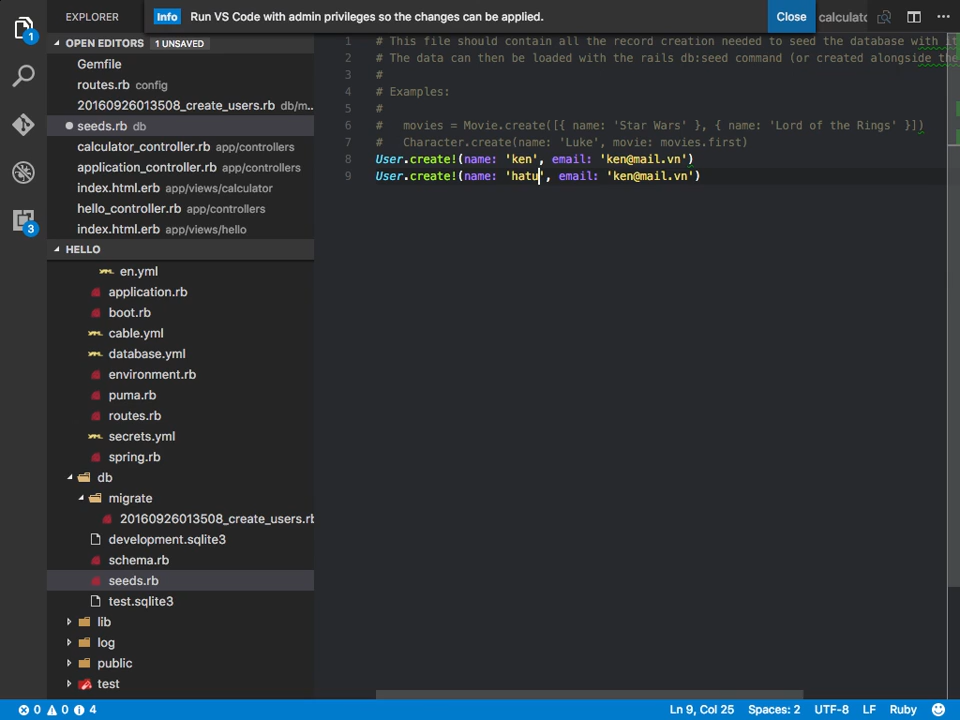 EXPLORER
Info Run VS Code with admin privileges so the changes can be applied. Close calculato
OPEN EDITORS 1 UNSAVED
Gemfile
routes.rb config
20160926013508_create_users.rb db/m...
seeds.rb db
calculator_controller.rb app/controllers
application_controller.rb app/controllers
index.html.erb app/views/calculator
hello_controller.rb app/controllers
index.html.erb app/views/hello
HELLO
en.yml
application.rb
boot.rb
cable.yml
database.yml
environment.rb
puma.rb
routes.rb
secrets.yml
spring.rb
db
migrate
20160926013508_create_users.rb
development.sqlite3
schema.rb
seeds.rb
test.sqlite3
lib
log
public
test
1
3
1 # This file should contain all the record creation needed to seed the database with it
2 # The data can then be loaded with the rails db:seed command (or created alongside the
3 #
4 # Examples:
5 #
6 #   movies = Movie.create([{ name: 'Star Wars' }, { name: 'Lord of the Rings' }])
7 #   Character.create(name: 'Luke', movie: movies.first)
8 User.create!(name: 'ken', email: 'ken@mail.vn')
9 User.create!(name: 'hatu', email: 'ken@mail.vn')
0 0 4 Ln 9, Col 25 Spaces: 2 UTF-8 LF Ruby